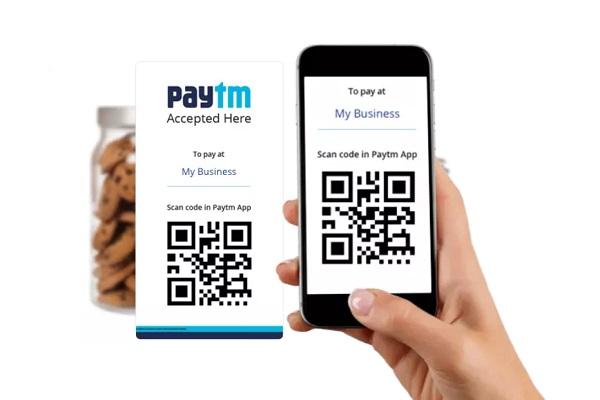 paytm
Accepted Here
To pay at
My Business
Scan code in Paytm App
To pay at
My Business
Scan code in Paytm App